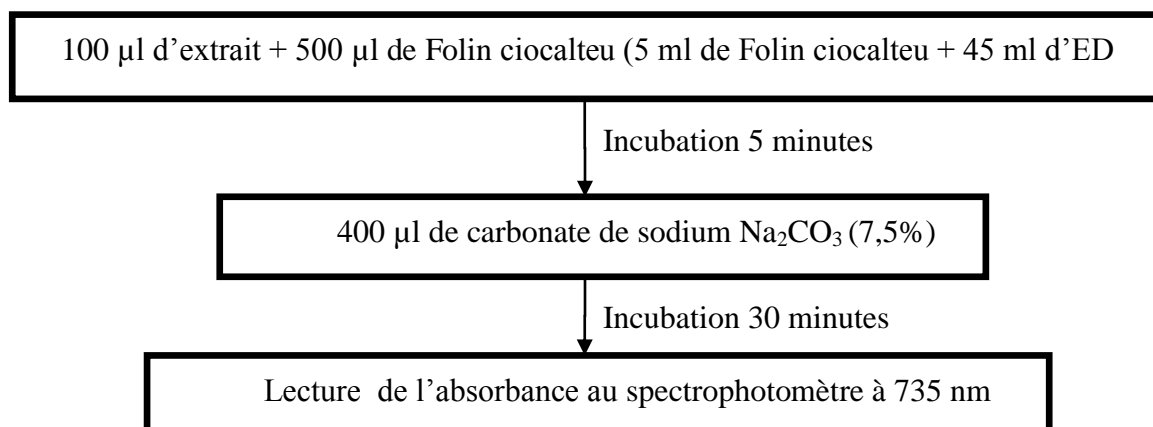 100 µl d’extrait + 500 µl de Folin ciocalteu (5 ml de Folin ciocalteu + 45 ml d’ED
Incubation 5 minutes
400 µl de carbonate de sodium Na₂CO₃ (7,5%)
Incubation 30 minutes
Lecture de l’absorbance au spectrophotomètre à 735 nm